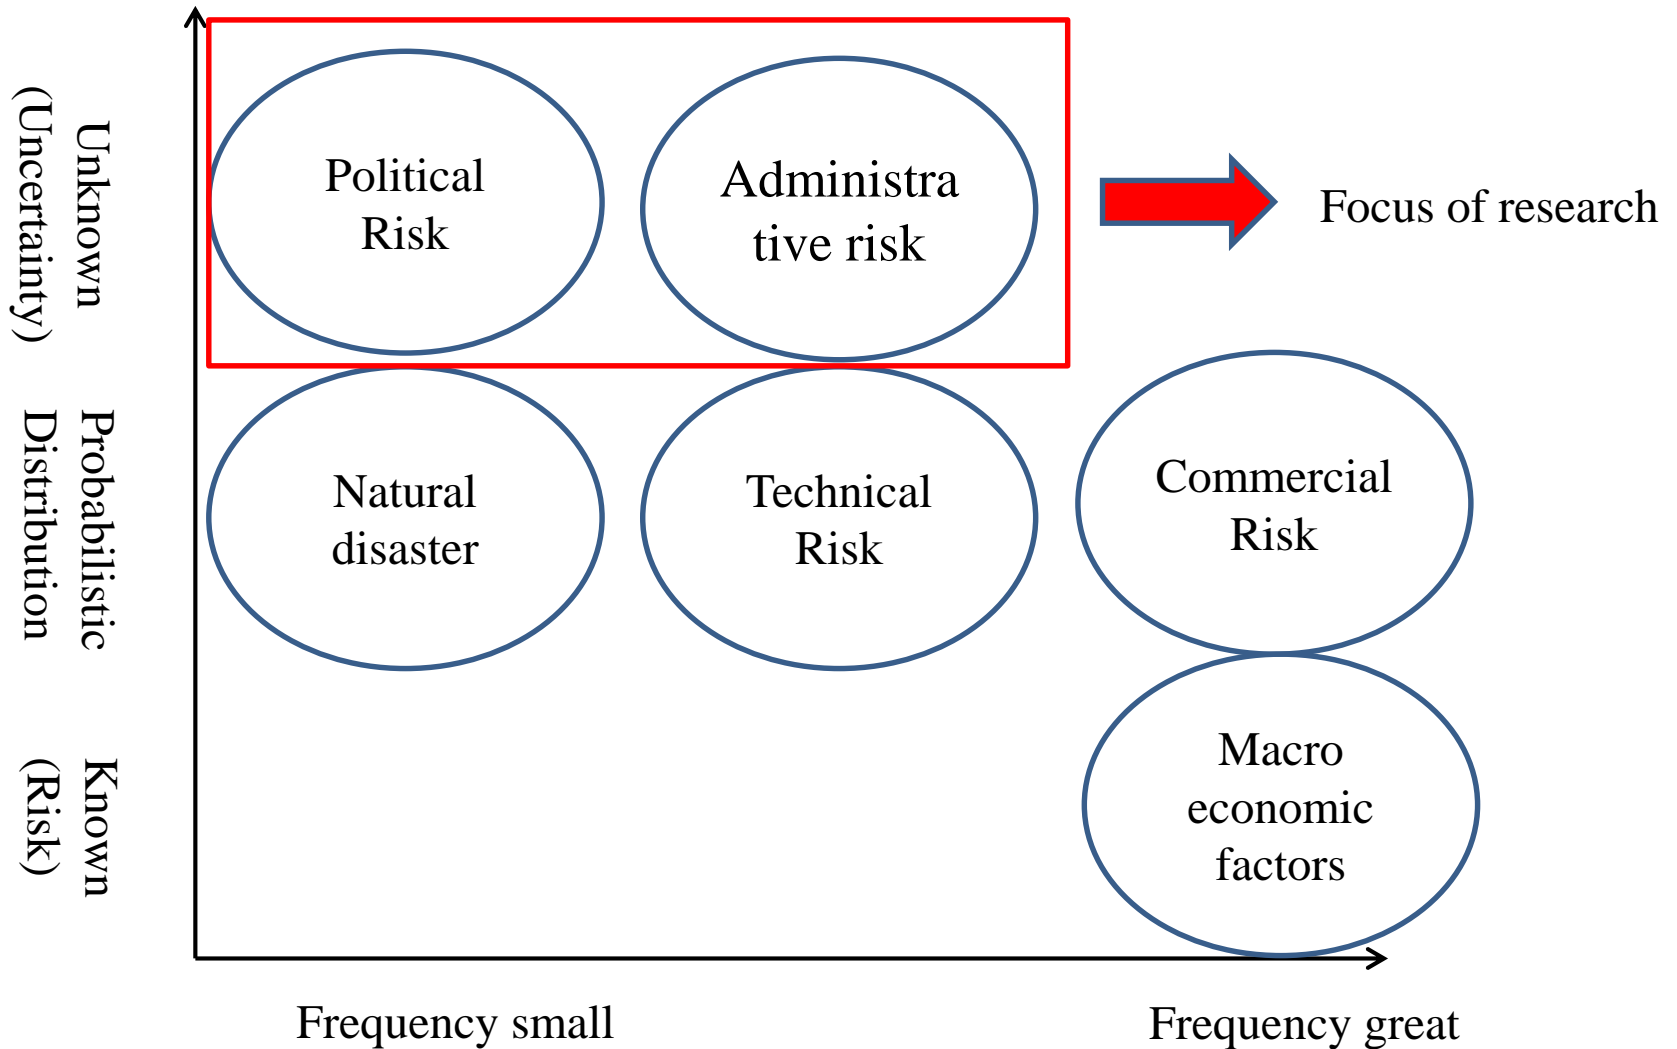 Unknown
(Uncertainty)
Political
Risk
Administra
tive risk
Focus of research
Probabilistic
Distribution
Natural
disaster
Technical
Risk
Commercial
Risk
Known
(Risk)
Macro
economic
factors
Frequency small
Frequency great